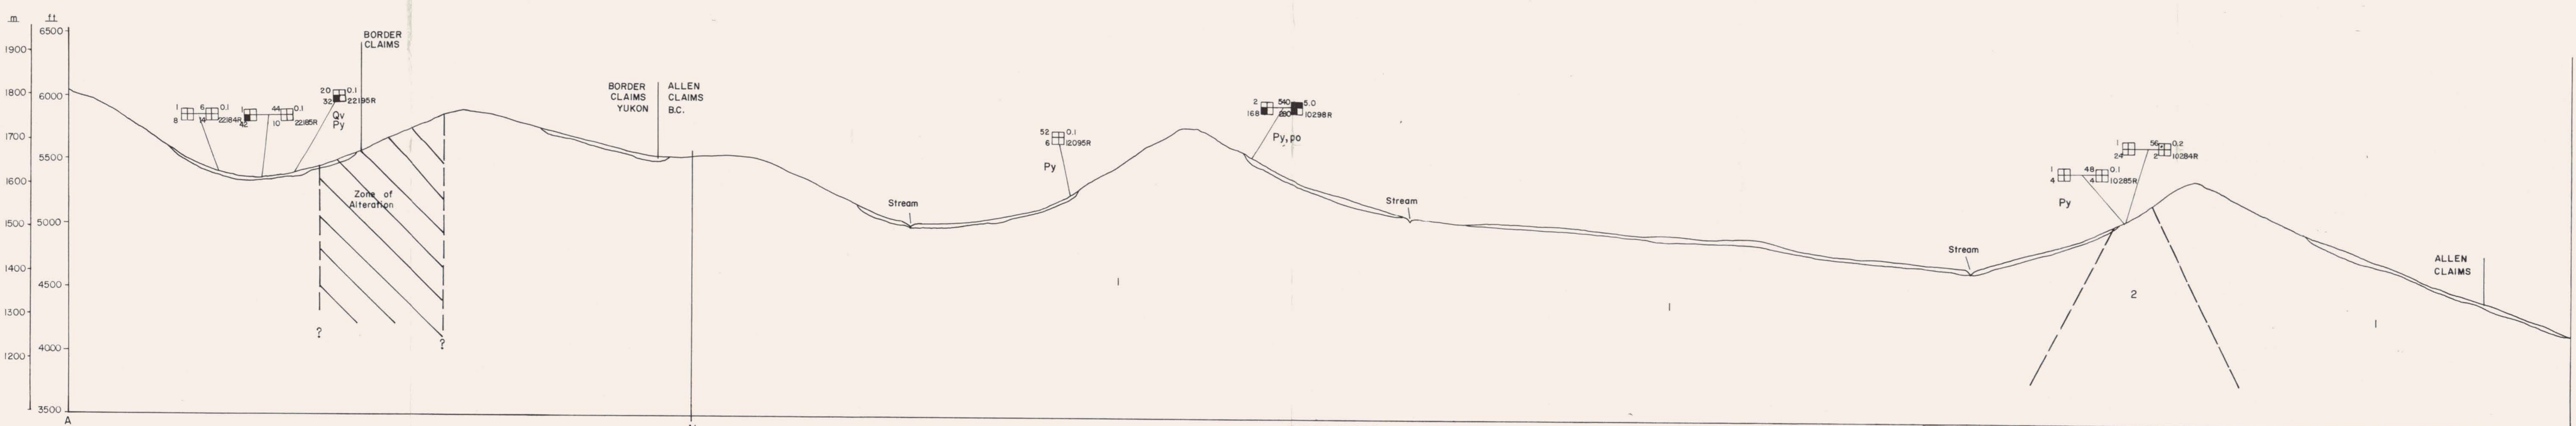 m
ft
6500
1900
1800
6000
1700
5500
1600
1500
5000
1400
4500
1300
4000
1200
3500
A
BORDER
CLAIMS
1 6 0.1
8 14 22184R
1 44 0.1
42 10 22185R
20 0.1
32 22195R
Qv
Py
Zone of
Alteration
?
?
BORDER
CLAIMS
YUKON
ALLEN
CLAIMS
B.C.
Stream
52 0.1
6 12095R
Py
2 540 5.0
168 10298R
Py, po
Stream
1
1
Stream
1 48 0.1
4 4 10285R
Py
1 56 0.2
24 2 10284R
2
1
ALLEN
CLAIMS